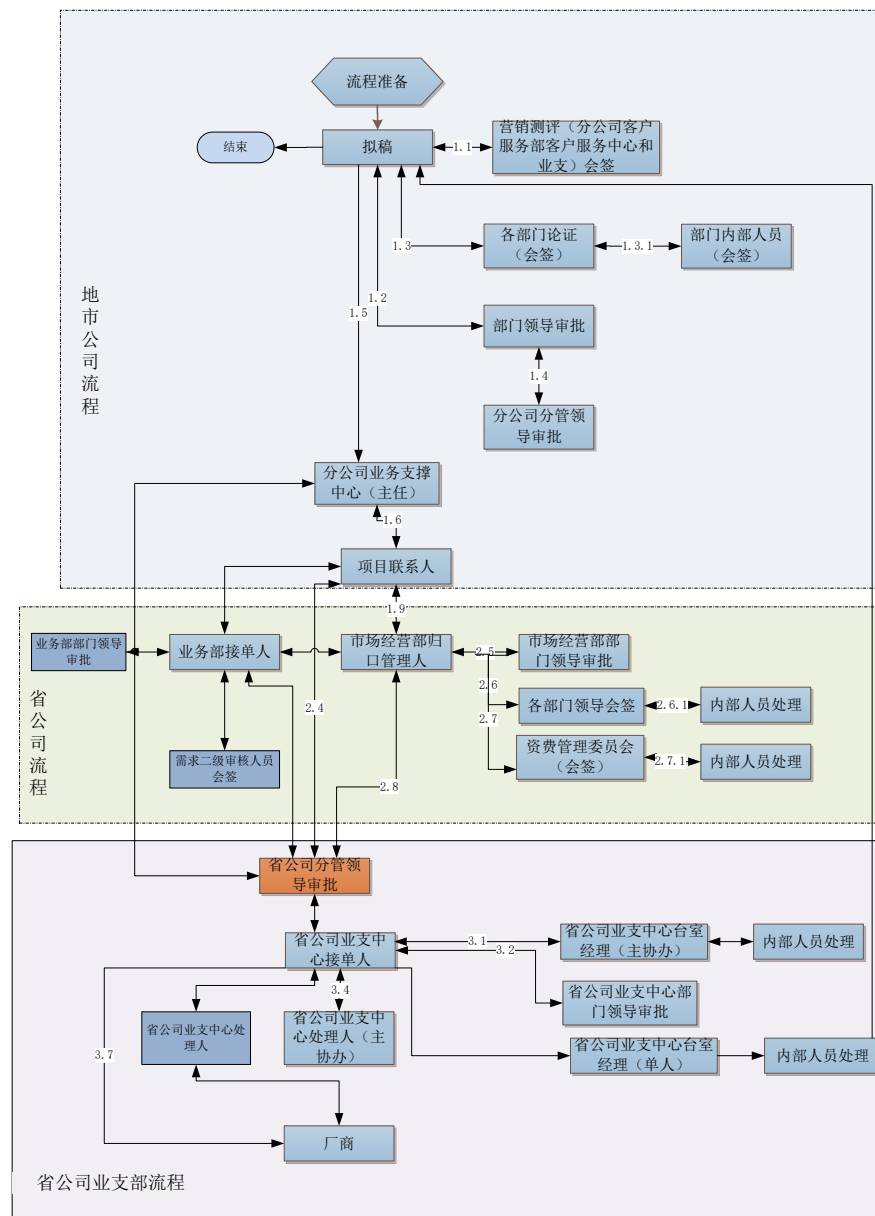 流程准备
拟稿
结束
1.1
营销测评（分公司客户
服务部客户服务中心和
业支）会签
1.3
各部门论证
（会签）
1.3.1
部门内部人员
（会签）
地市公司流程
1.2
1.5
部门领导审批
1.4
分公司分管领
导审批
分公司业务支撑
中心（主任）
1.6
项目联系人
1.9
省公司流程
业务部部门领导
审批
业务部接单人
市场经营部归
口管理人
2.5
市场经营部部
门领导审批
2.6
2.4
各部门领导会签
2.6.1
内部人员处理
2.7
需求二级审核人员
会签
资费管理委员会
（会签）
2.7.1
内部人员处理
2.8
省公司分管领
导审批
省公司业支中
心接单人
3.1
3.2
省公司业支中心台室
经理（主协办）
内部人员处理
3.4
省公司业支中心部
门领导审批
省公司业支中心处
理人
省公司业支中
心处理人（主
协办）
3.7
省公司业支中心台室
经理（单人）
内部人员处理
厂商
省公司业支部流程